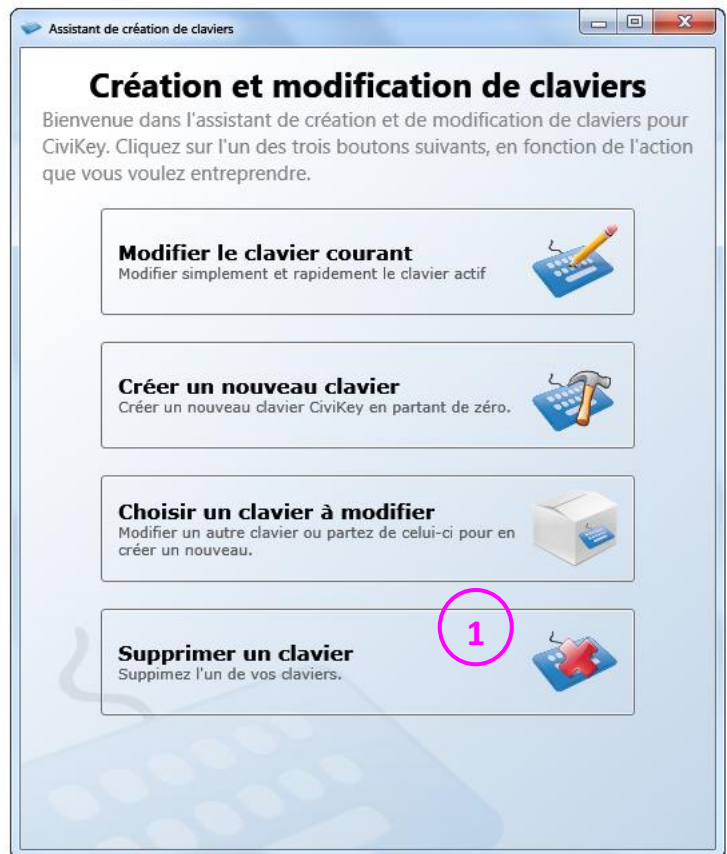 Assistant de création de claviers
Création et modification de claviers
Bienvenue dans l'assistant de création et de modification de claviers pour
CiviKey. Cliquez sur l'un des trois boutons suivants, en fonction de l'action
que vous voulez entreprendre.
Modifier le clavier courant
Modifier simplement et rapidement le clavier actif
Créer un nouveau clavier
Créer un nouveau clavier CiviKey en partant de zéro.
Choisir un clavier à modifier
Modifier un autre clavier ou partez de celui-ci pour en
créer un nouveau.
1
Supprimer un clavier
Suppimez l'un de vos claviers.